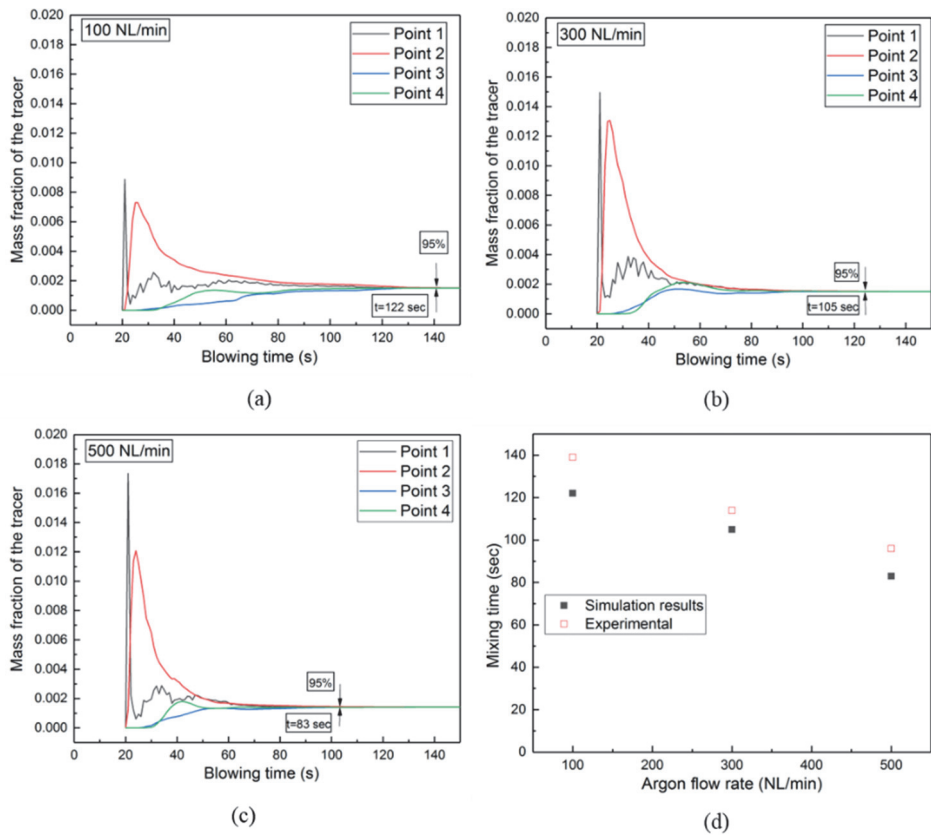 100 NL/min
Point 1
Point 2
Point 3
Point 4
Mass fraction of the tracer
0.020
0.018
0.016
0.014
0.012
0.010
0.008
0.006
0.004
0.002
0.000
95%
t=122 sec
0 20 40 60 80 100 120 140
Blowing time (s)
(a)
300 NL/min
Point 1
Point 2
Point 3
Point 4
Mass fraction of the tracer
0.020
0.018
0.016
0.014
0.012
0.010
0.008
0.006
0.004
0.002
0.000
95%
t=105 sec
0 20 40 60 80 100 120 140
Blowing time (s)
(b)
500 NL/min
Point 1
Point 2
Point 3
Point 4
Mass fraction of the tracer
0.020
0.018
0.016
0.014
0.012
0.010
0.008
0.006
0.004
0.002
0.000
95%
t=83 sec
0 20 40 60 80 100 120 140
Blowing time (s)
(c)
Mixing time (sec)
140
120
100
80
60
40
20
0
Simulation results
Experimental
100 200 300 400 500
Argon flow rate (NL/min)
(d)